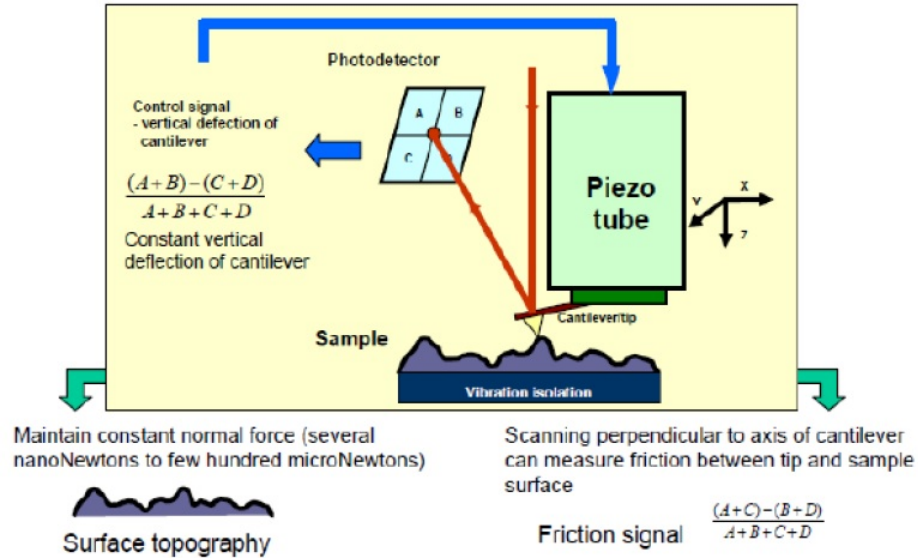 Photodetector
A B
C D
Control signal
- vertical defection of
cantilever
(A+B)−(C+D)
A+B+C+D
Constant vertical
deflection of cantilever
Piezo
tube
X
Y
Z
Cantilever/tip
Sample
Vibration isolation
Maintain constant normal force (several
nanoNewtons to few hundred microNewtons)
Surface topography
Scanning perpendicular to axis of cantilever
can measure friction between tip and sample
surface
Friction signal
(A+C)−(B+D)
A+B+C+D